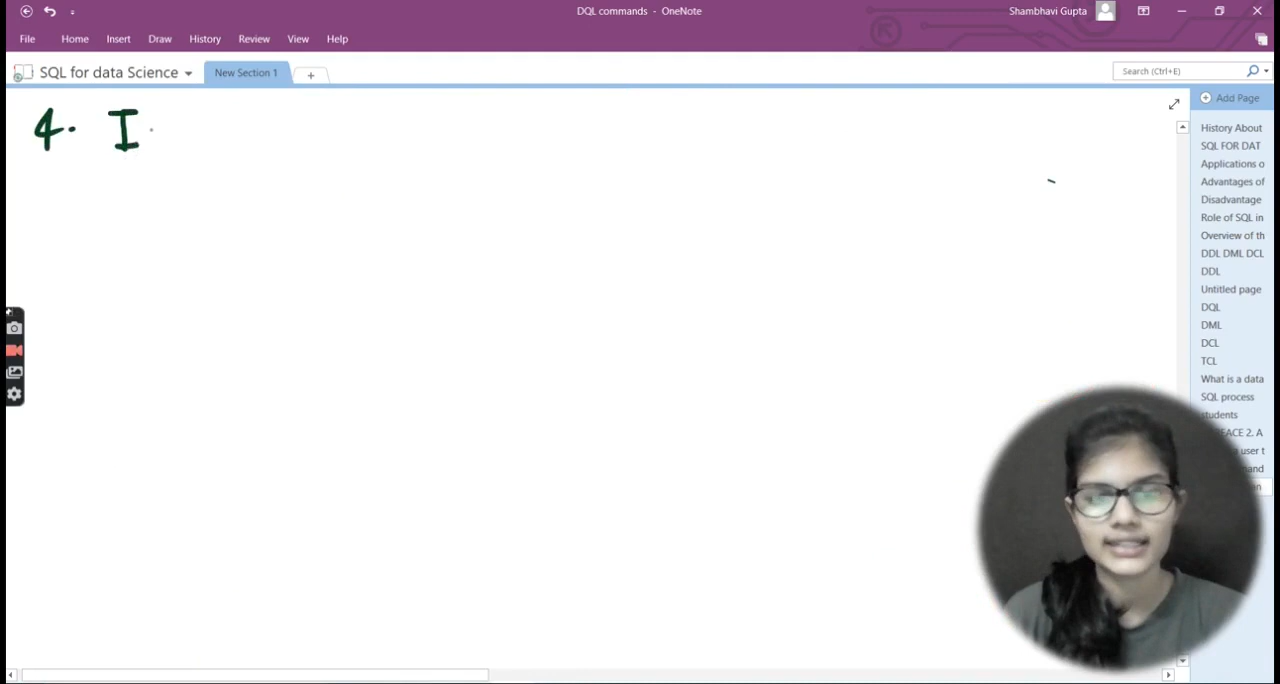 DQL commands - OneNote
Shambhavi Gupta
File Home Insert Draw History Review View Help
SQL for data Science
New Section 1
+
Search (Ctrl+E)
Add Page
4. I
History About
SQL FOR DAT
Applications o
Advantages of
Disadvantage
Role of SQL in
Overview of th
DDL DML DCL
DDL
Untitled page
DQL
DML
DCL
TCL
What is a data
SQL process
students
FACE 2. A
user t